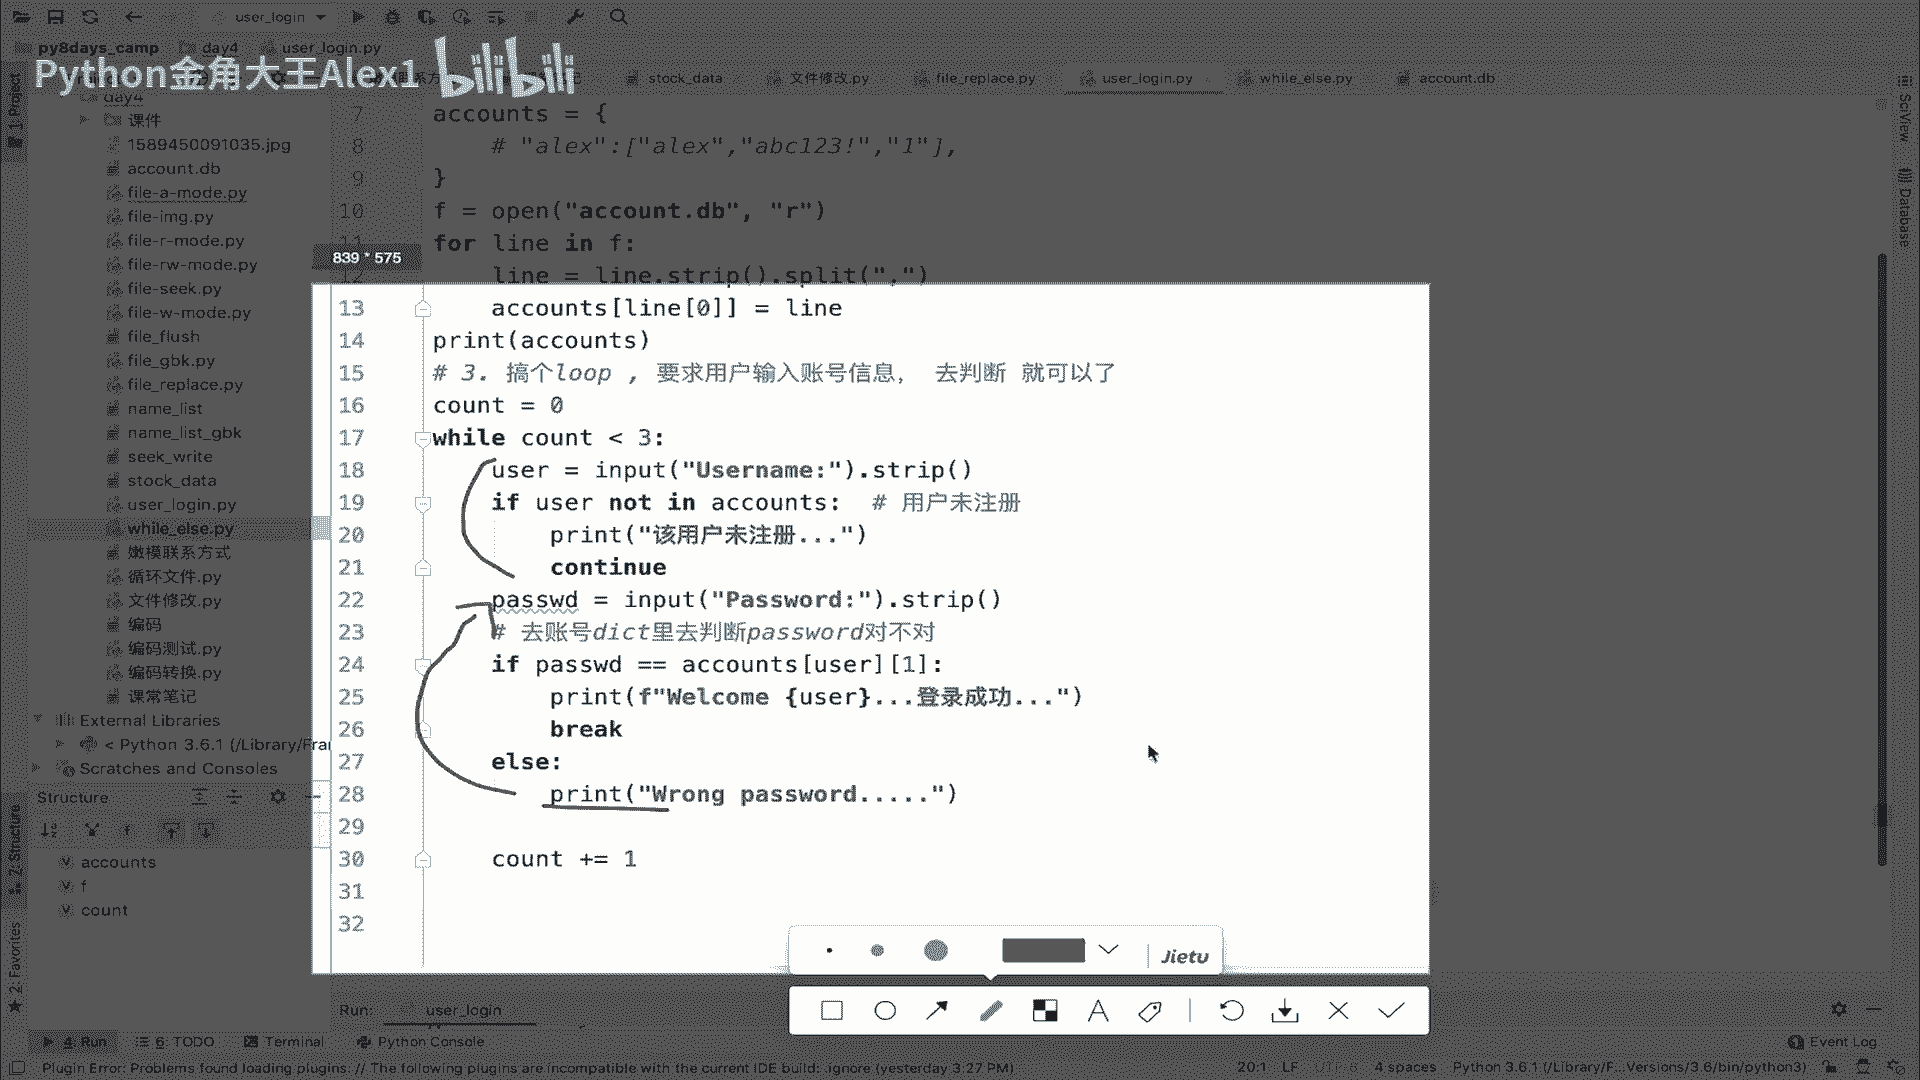 user_login
py8days_camp day4 user_login.py
Python金角大王Alex1 bilibili
stock_data 文件修改.py file_replace.py user_login.py while_else.py account.db
1: Project
SciView
Database
day4
课件
1589450091035.jpg
account.db
file-a-mode.py
file-img.py
file-r-mode.py
file-rw-mode.py
file-seek.py
file-w-mode.py
file_flush
file_gbk.py
file_replace.py
name_list
name_list_gbk
seek_write
stock_data
user_login.py
while_else.py
嫩模联系方式
循环文件.py
文件修改.py
编码
编码测试.py
编码转换.py
课常笔记
External Libraries
< Python 3.6.1 (/Library/Fra
Scratches and Consoles
Structure
accounts
f
count
7: Structure
2: Favorites
839 * 575
7 accounts = {
8 # "alex":["alex","abc123!","1"],
9 }
10 f = open("account.db", "r")
11 for line in f:
12 line = line.strip().split(",")
13 accounts[line[0]] = line
14 print(accounts)
15 # 3. 搞个loop , 要求用户输入账号信息, 去判断 就可以了
16 count = 0
17 while count < 3:
18 user = input("Username:").strip()
19 if user not in accounts: # 用户未注册
20 print("该用户未注册...")
21 continue
22 passwd = input("Password:").strip()
23 # 去账号dict里去判断password对不对
24 if passwd == accounts[user][1]:
25 print(f"Welcome {user}...登录成功...")
26 break
27 else:
28 print("Wrong password.....")
29
30 count += 1
31
32
Jietu
Run: user_login
4: Run 6: TODO Terminal Python Console Event Log
Plugin Error: Problems found loading plugins: // The following plugins are incompatible with the current IDE build: .ignore (yesterday 3:27 PM) 20:1 LF UTF-8 4 spaces Python 3.6.1 (/Library/F...Versions/3.6/bin/python3)